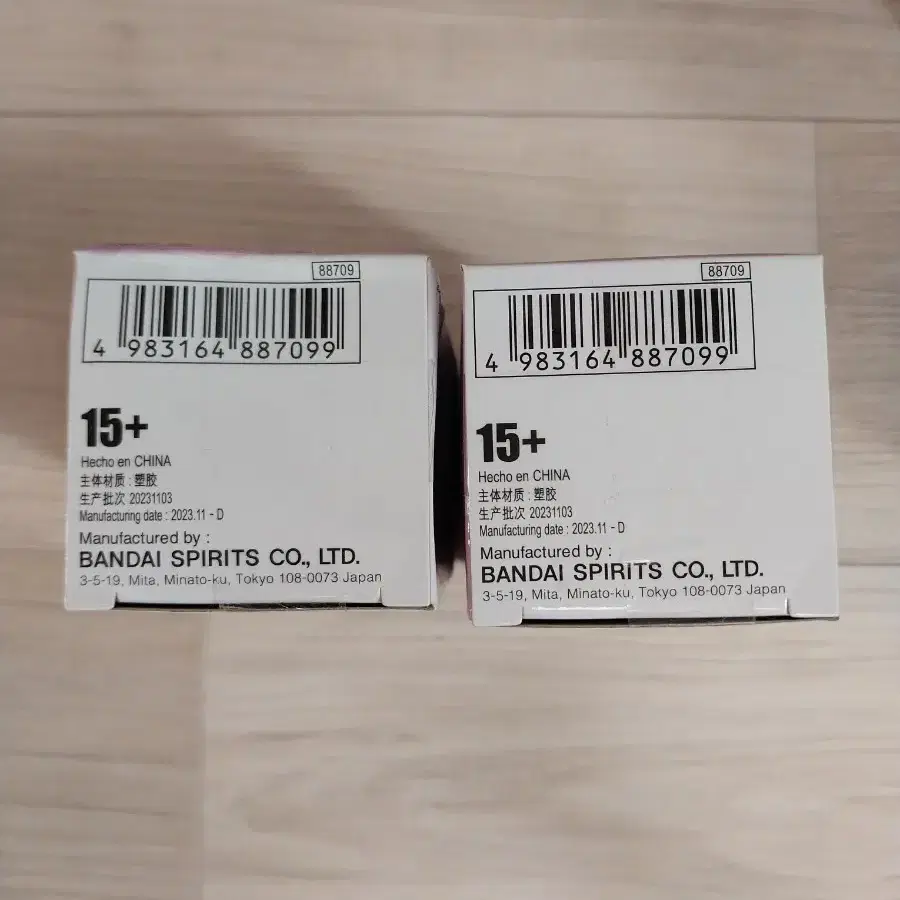 88709
4 983164 887099
15+
Hecho en CHINA
主体材质 : 塑胶
生产批次 20231103
Manufacturing date : 2023.11 - D
Manufactured by :
BANDAI SPIRITS CO., LTD.
3-5-19, Mita, Minato-ku, Tokyo 108-0073 Japan
88709
4 983164 887099
15+
Hecho en CHINA
主体材质 : 塑胶
生产批次 20231103
Manufacturing date : 2023.11 - D
Manufactured by :
BANDAI SPIRITS CO., LTD.
3-5-19, Mita, Minato-ku, Tokyo 108-0073 Japan